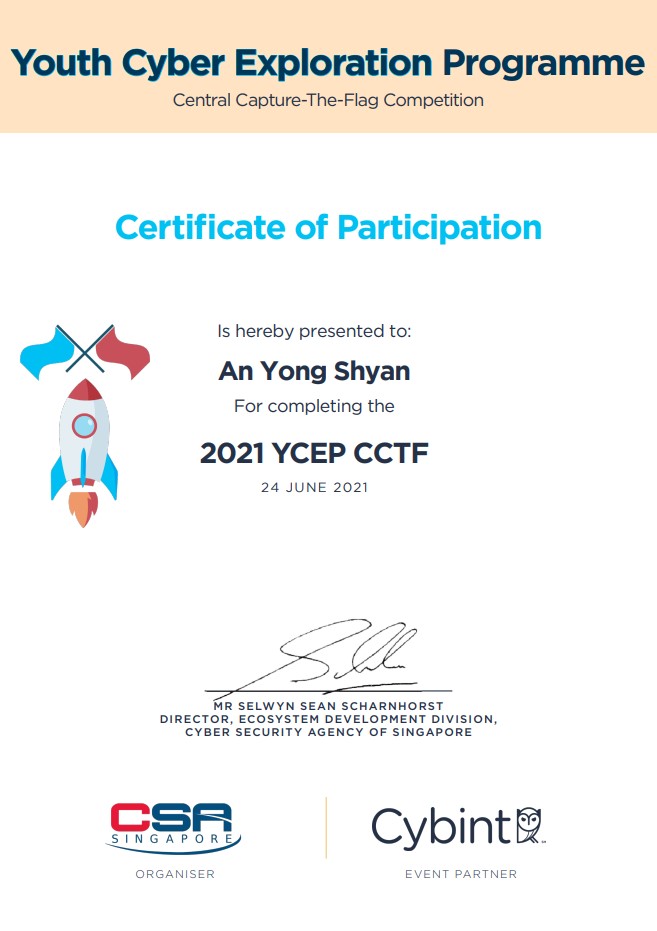 Youth Cyber Exploration Programme
Central Capture-The-Flag Competition
Certificate of Participation
Is hereby presented to:
An Yong Shyan
For completing the
2021 YCEP CCTF
24 JUNE 2021
MR SELWYN SEAN SCHARNHORST
DIRECTOR, ECOSYSTEM DEVELOPMENT DIVISION,
CYBER SECURITY AGENCY OF SINGAPORE
CSA
SINGAPORE
ORGANISER
Cybint
EVENT PARTNER